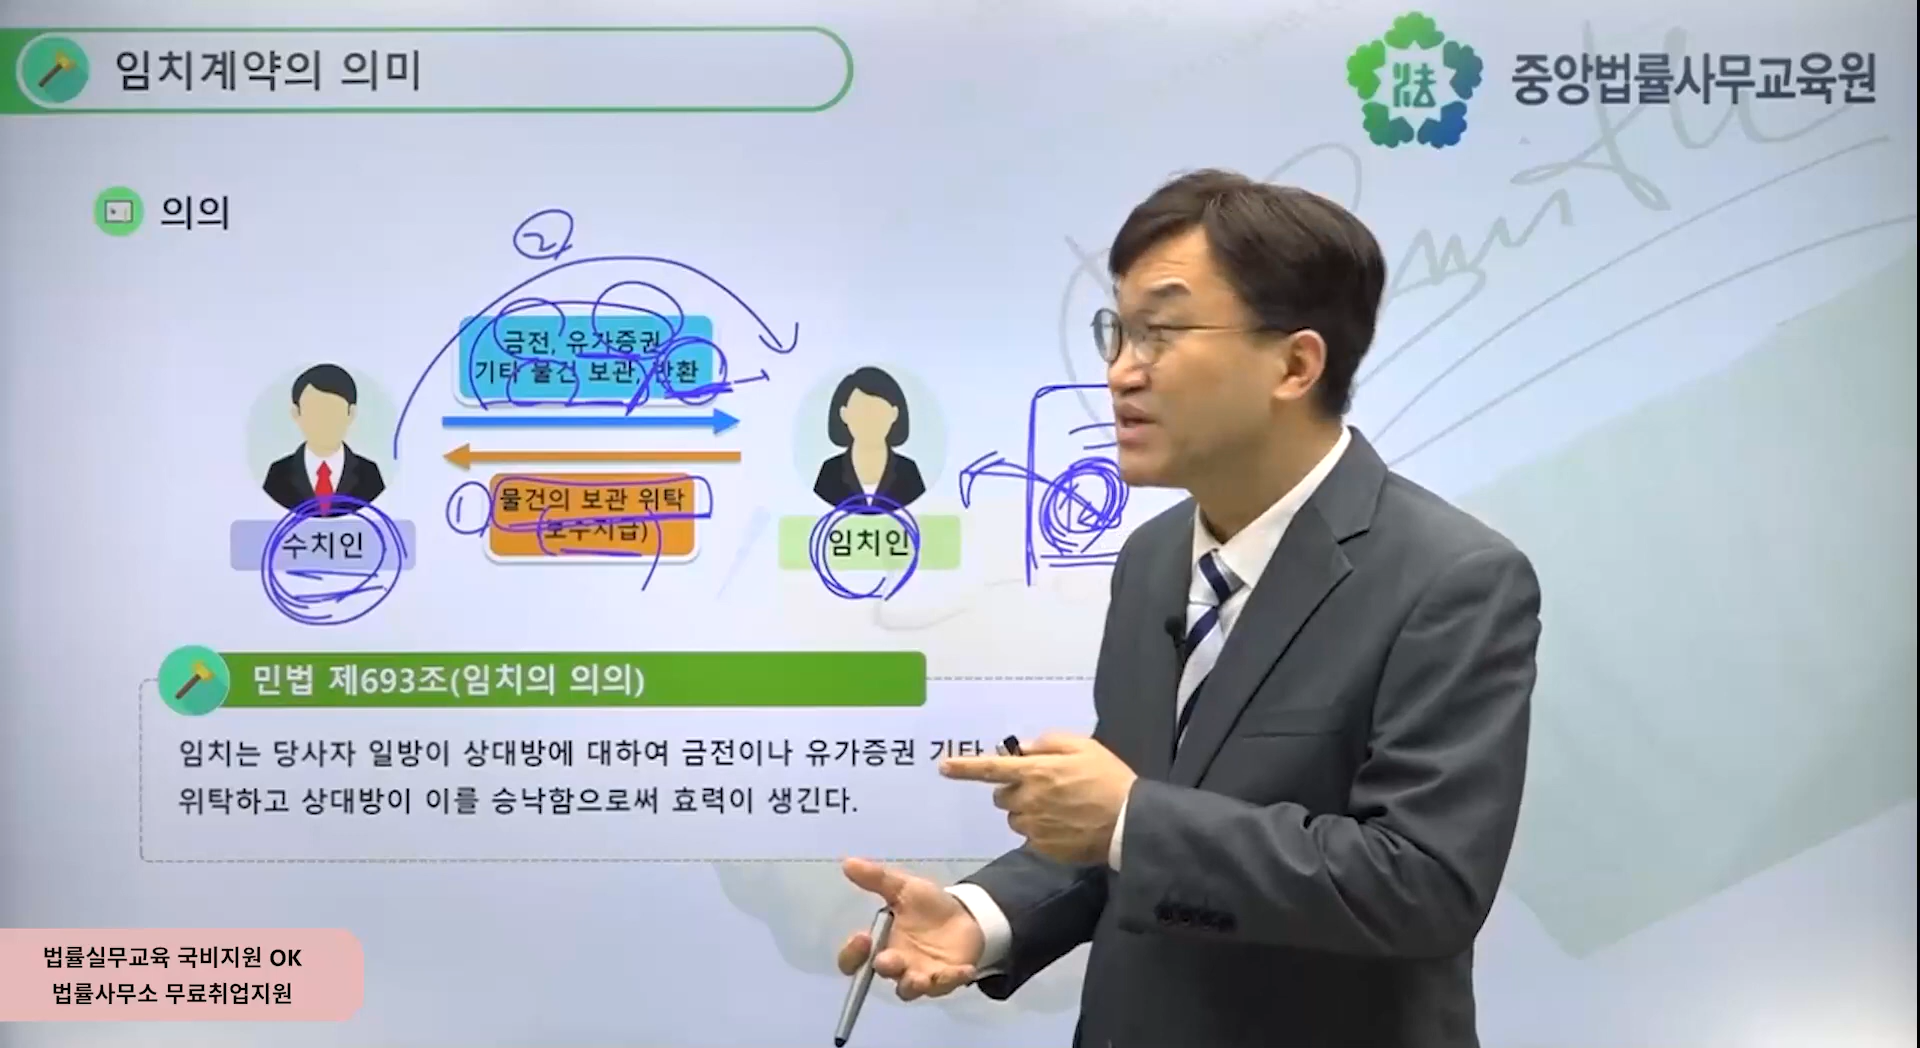 임치계약의 의미
중앙법률사무교육원
의의
②
금전, 유가증권
기타 물건 보관, 반환
① 물건의 보관 위탁
보수지급)
수치인
임치인
민법 제693조(임치의 의의)
임치는 당사자 일방이 상대방에 대하여 금전이나 유가증권 기타
위탁하고 상대방이 이를 승낙함으로써 효력이 생긴다.
법률실무교육 국비지원 OK
법률사무소 무료취업지원